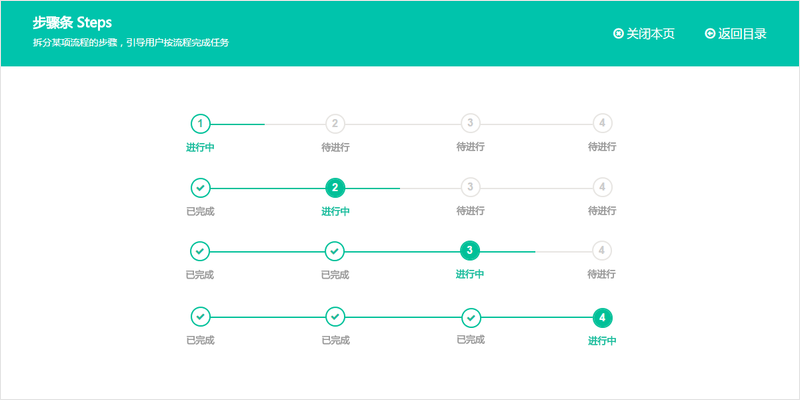 步骤条 Steps
拆分某项流程的步骤，引导用户按流程完成任务
关闭本页 返回目录
1 2 3 4
进行中 待进行 待进行 待进行
2 3 4
已完成 进行中 待进行 待进行
3 4
已完成 已完成 进行中 待进行
4
已完成 已完成 已完成 进行中